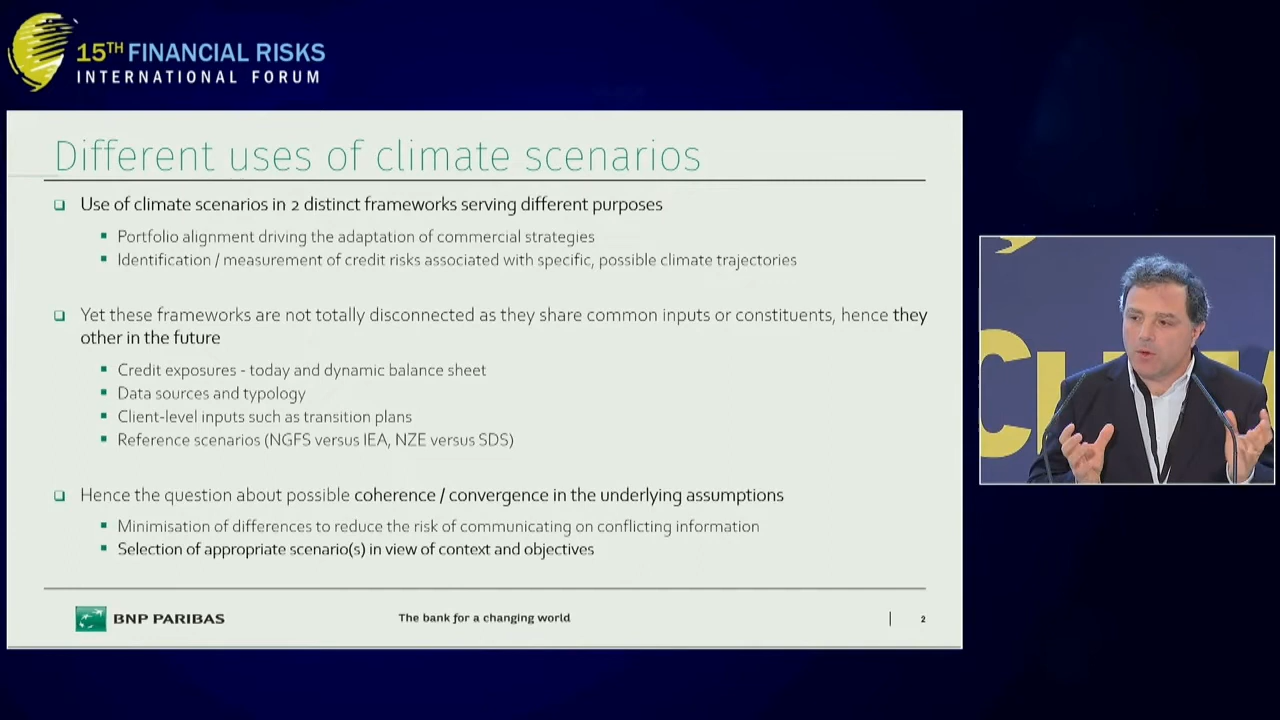 15TH FINANCIAL RISKS
INTERNATIONAL FORUM
Different uses of climate scenarios
Use of climate scenarios in 2 distinct frameworks serving different purposes
Portfolio alignment driving the adaptation of commercial strategies
Identification / measurement of credit risks associated with specific, possible climate trajectories
Yet these frameworks are not totally disconnected as they share common inputs or constituents, hence they
other in the future
Credit exposures - today and dynamic balance sheet
Data sources and typology
Client-level inputs such as transition plans
Reference scenarios (NGFS versus IEA, NZE versus SDS)
Hence the question about possible coherence / convergence in the underlying assumptions
Minimisation of differences to reduce the risk of communicating on conflicting information
Selection of appropriate scenario(s) in view of context and objectives
BNP PARIBAS
The bank for a changing world
2